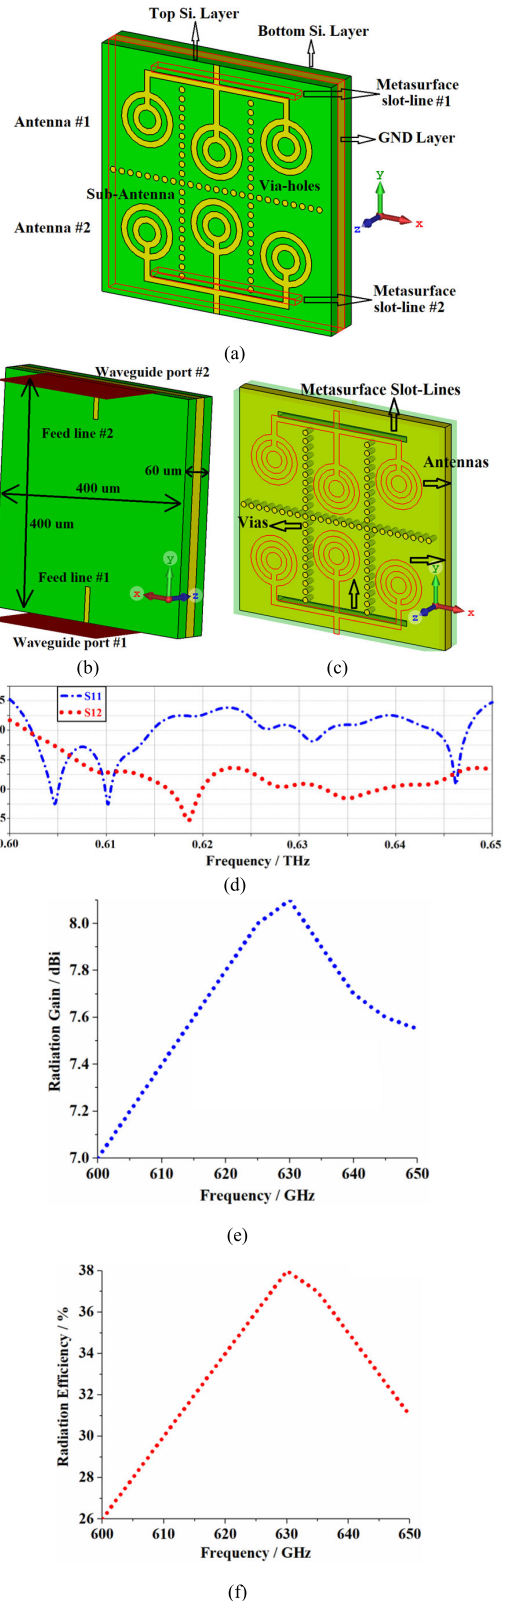 Top Si. Layer
Bottom Si. Layer
Metasurface
slot-line #1
Antenna #1
GND Layer
Sub-Antenna
Via-holes
y
x
z
Antenna #2
Metasurface
slot-line #2
(a)
Waveguide port #2
Feed line #2
60 um
400 um
400 um
Feed line #1
y
x
z
Waveguide port #1
(b)
Metasurface Slot-Lines
Antennas
Vias
y
x
z
(c)
S11
S12
5
0
5
0
5
0.60
0.61
0.62
0.63
0.64
0.65
Frequency / THz
(d)
Radiation Gain / dBi
8.0
7.6
7.2
7.0
600
610
620
630
640
650
Frequency / GHz
(e)
Radiation Efficiency / %
38
36
34
32
30
28
26
600
610
620
630
640
650
Frequency / GHz
(f)